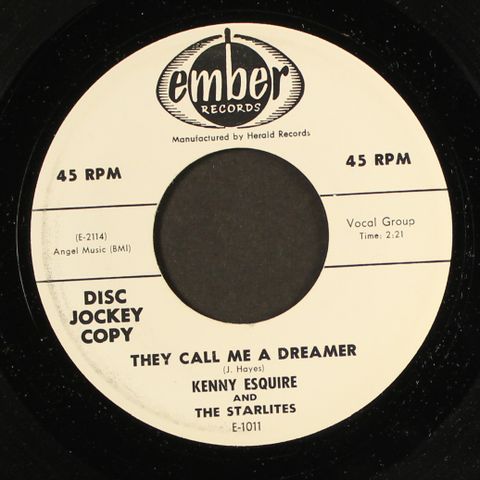 ember
RECORDS
Manufactured by Herald Records
45 RPM
45 RPM
(E-2114)
Angel Music (BMI)
Vocal Group
Time: 2:21
DISC
JOCKEY
COPY
THEY CALL ME A DREAMER
(J. Hayes)
KENNY ESQUIRE
AND
THE STARLITES
E-1011